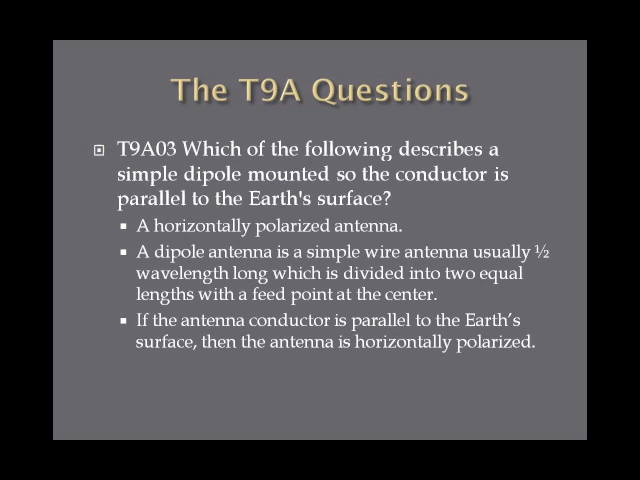 The T9A Questions
T9A03 Which of the following describes a
simple dipole mounted so the conductor is
parallel to the Earth's surface?
A horizontally polarized antenna.
A dipole antenna is a simple wire antenna usually ½
wavelength long which is divided into two equal
lengths with a feed point at the center.
If the antenna conductor is parallel to the Earth’s
surface, then the antenna is horizontally polarized.